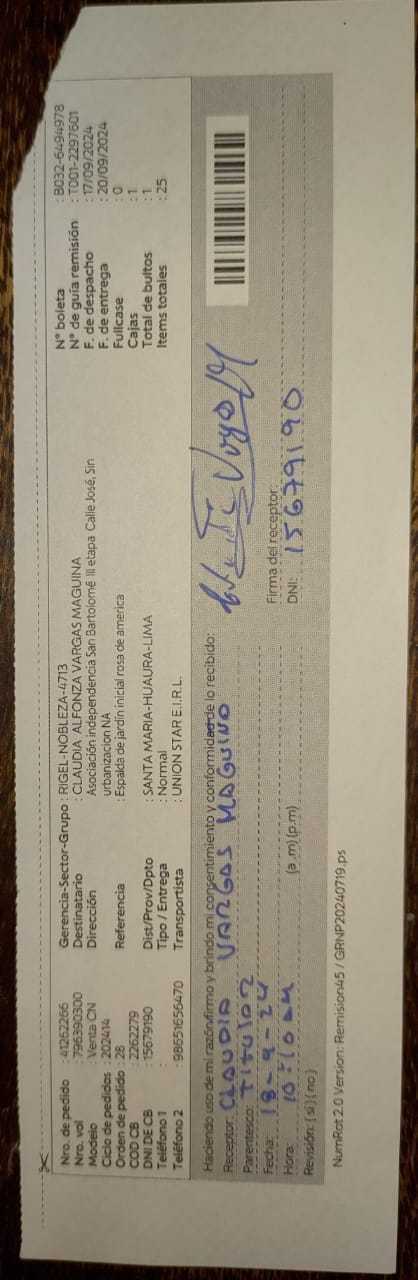 Nro. de pedido : 41262266 Gerencia-Sector-Grupo : RIGEL-NOBLEZA-4713 N° boleta : B032-6494978
Nro. vol : 796390300 Destinatario : CLAUDIA ALFONZA VARGAS MAGUINA N° de guía remisión : T001-2297601
Modelo : Venta CN Dirección : Asociación independencia San Bartolomé III etapa Calle José, Sin F. de despacho : 17/09/2024
Ciclo de pedidos : 202414 urbanizacion NA F. de entrega : 20/09/2024
Orden de pedido : 28 Referencia : Espalda de jardín inicial rosa de america Fullcase : 0
COD CB : 2262279 Cajas : 1
DNI DE CB : 15679190 Dist/Prov/Dpto : SANTA MARIA-HUAURA-LIMA Total de bultos : 1
Teléfono 1 : Tipo / Entrega : Normal Items totales : 25
Teléfono 2 : 986516564​70 Transportista : UNION STAR E.I.R.L.
Haciendo uso de mi razón, firmo y brindo mi consentimiento y conformidad de lo recibido:
Receptor: CLAUDIA VARGAS MAGUINO
Parentesco: TITULAR
Fecha: 18-9-24 Firma del receptor:
Hora: 10:10 AM (a.m)(p.m) DNI: 15679190
Revisión: (si)(no)
NumRot 2.0 Version: Remision45 / GRNP20240719.ps